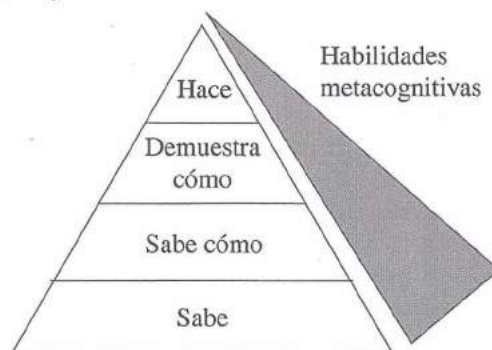 Habilidades
metacognitivas
Hace
Demuestra
cómo
Sabe cómo
Sabe